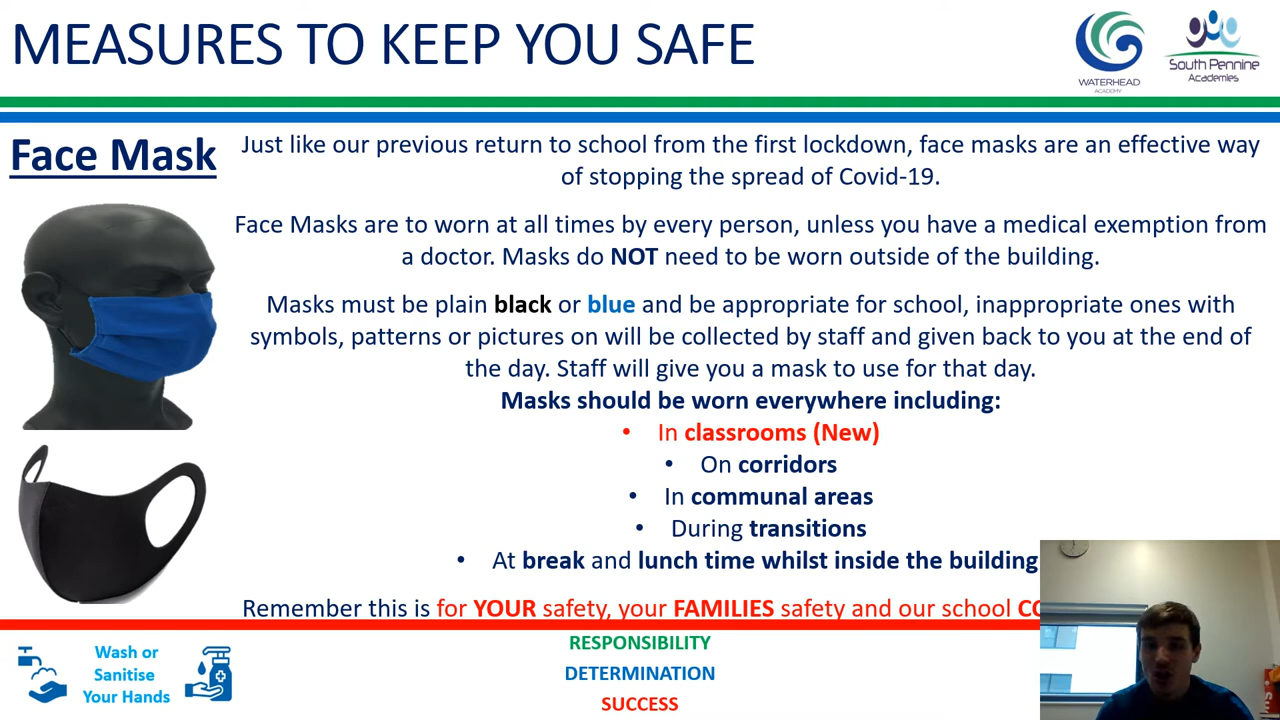 MEASURES TO KEEP YOU SAFE
WATERHEAD
ACADEMY
South Pennine
Academies
Face Mask
Just like our previous return to school from the first lockdown, face masks are an effective way
of stopping the spread of Covid-19.
Face Masks are to worn at all times by every person, unless you have a medical exemption from
a doctor. Masks do NOT need to be worn outside of the building.
Masks must be plain black or blue and be appropriate for school, inappropriate ones with
symbols, patterns or pictures on will be collected by staff and given back to you at the end of
the day. Staff will give you a mask to use for that day.
Masks should be worn everywhere including:
• In classrooms (New)
• On corridors
• In communal areas
• During transitions
• At break and lunch time whilst inside the building
Remember this is for YOUR safety, your FAMILIES safety and our school
Wash or
Sanitise
Your Hands
RESPONSIBILITY
DETERMINATION
SUCCESS